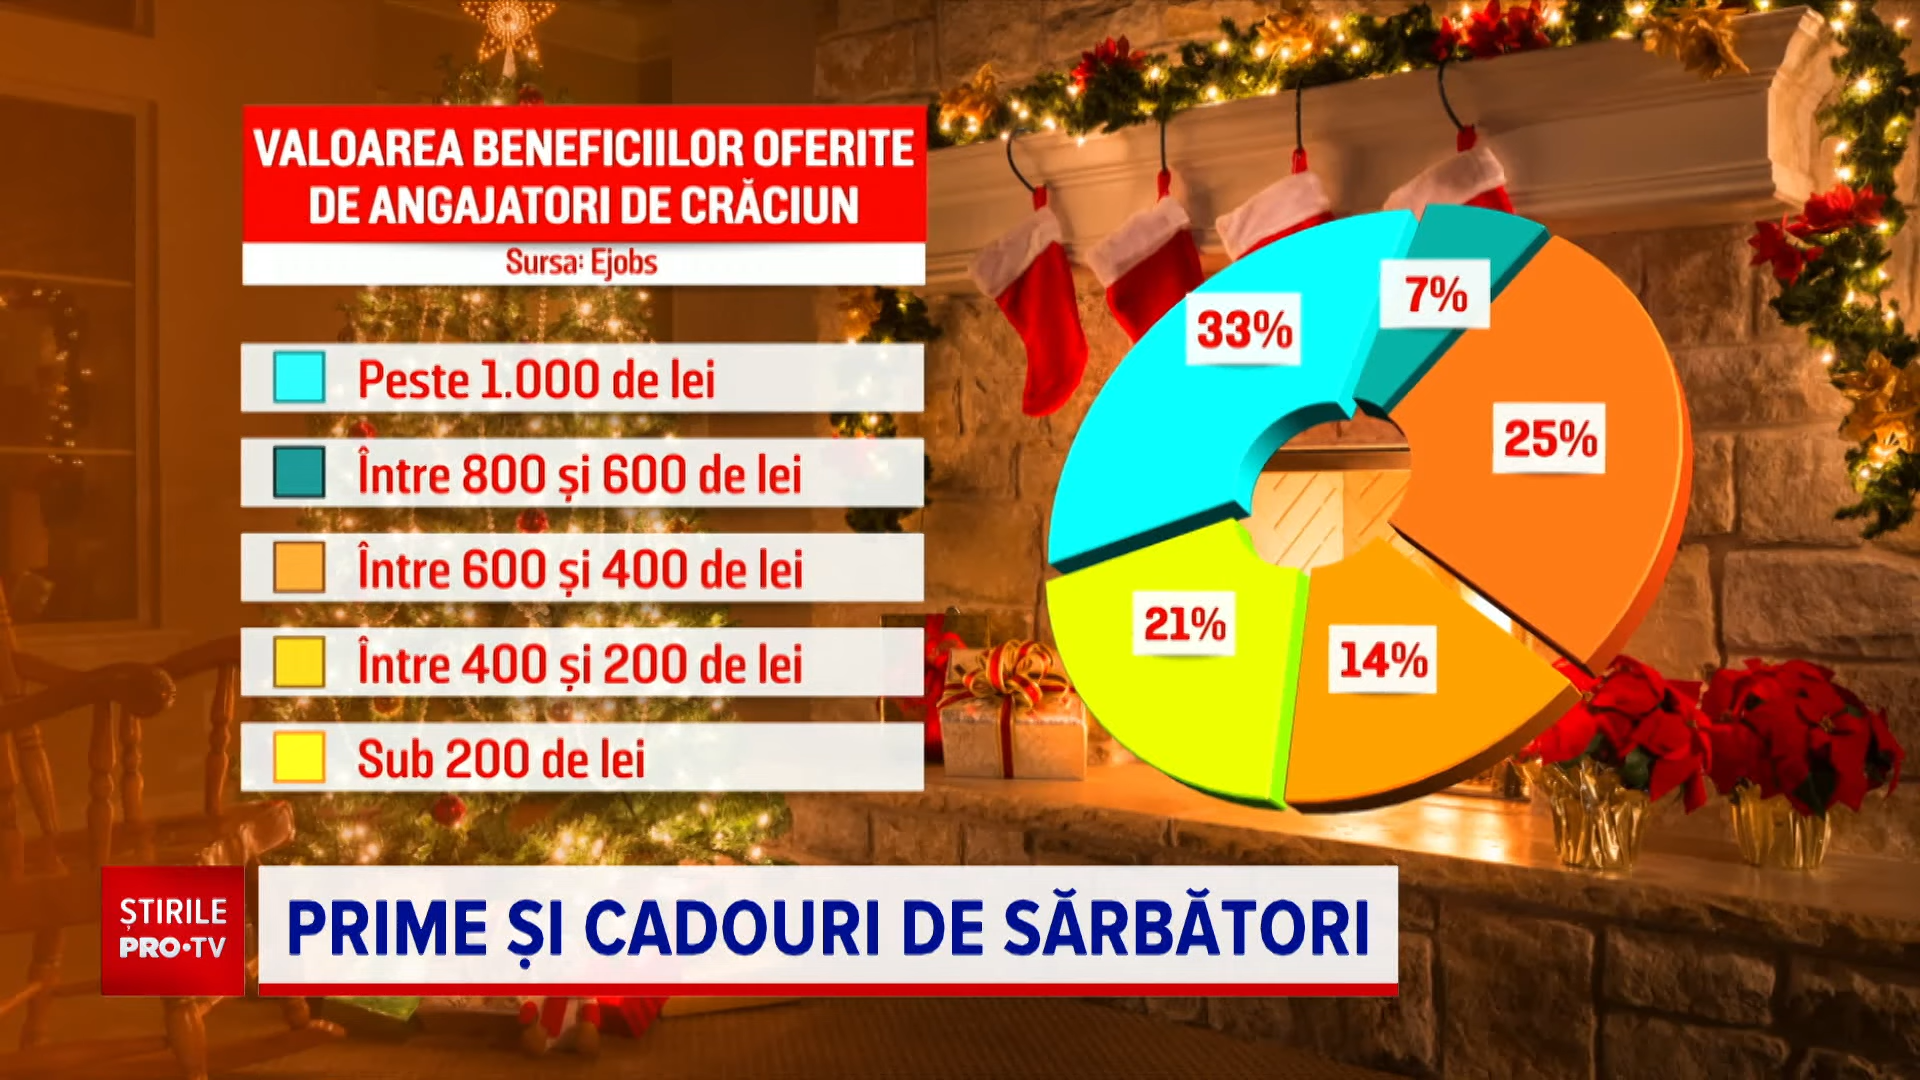 VALOAREA BENEFICIILOR OFERITE
DE ANGAJATORI DE CRĂCIUN
Sursa: Ejobs
Peste 1.000 de lei
Între 800 și 600 de lei
Între 600 și 400 de lei
Între 400 și 200 de lei
Sub 200 de lei
33%
7%
25%
21%
14%
ȘTIRILE
PRO•TV
PRIME ȘI CADOURI DE SĂRBĂTORI